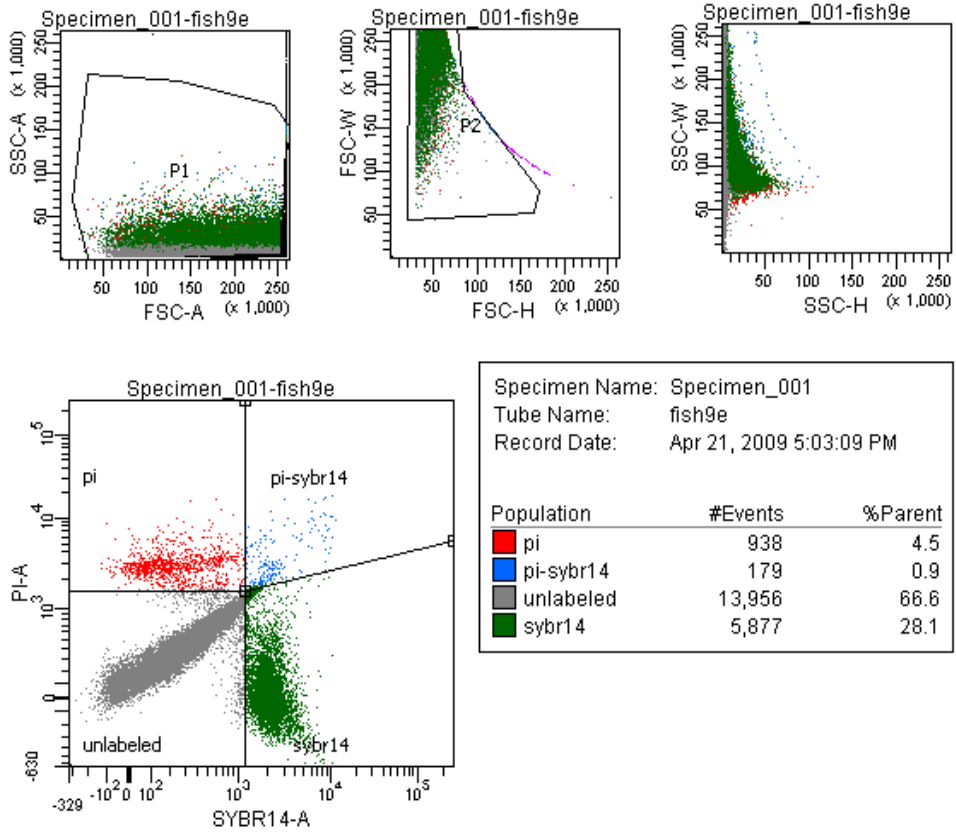 Specimen_001-fish9e
SSC-A (x 1,000)
50 100 150 200 250
P1
50 100 150 200 250
FSC-A (x 1,000)
Specimen_001-fish9e
FSC-W (x 1,000)
50 100 150 200 250
P2
50 100 150 200 250
FSC-H (x 1,000)
Specimen_001-fish9e
SSC-W (x 1,000)
50 100 150 200 250
50 100 150 200 250
SSC-H (x 1,000)
Specimen_001-fish9e
PI-A
-630 0 10^3 10^4 10^5
pi
pi-sybr14
unlabeled
sybr14
-329 -10^2 0 10^2 10^3 10^4 10^5
SYBR14-A
Specimen Name: Specimen_001
Tube Name: fish9e
Record Date: Apr 21, 2009 5:03:09 PM
Population #Events %Parent
pi 938 4.5
pi-sybr14 179 0.9
unlabeled 13,956 66.6
sybr14 5,877 28.1